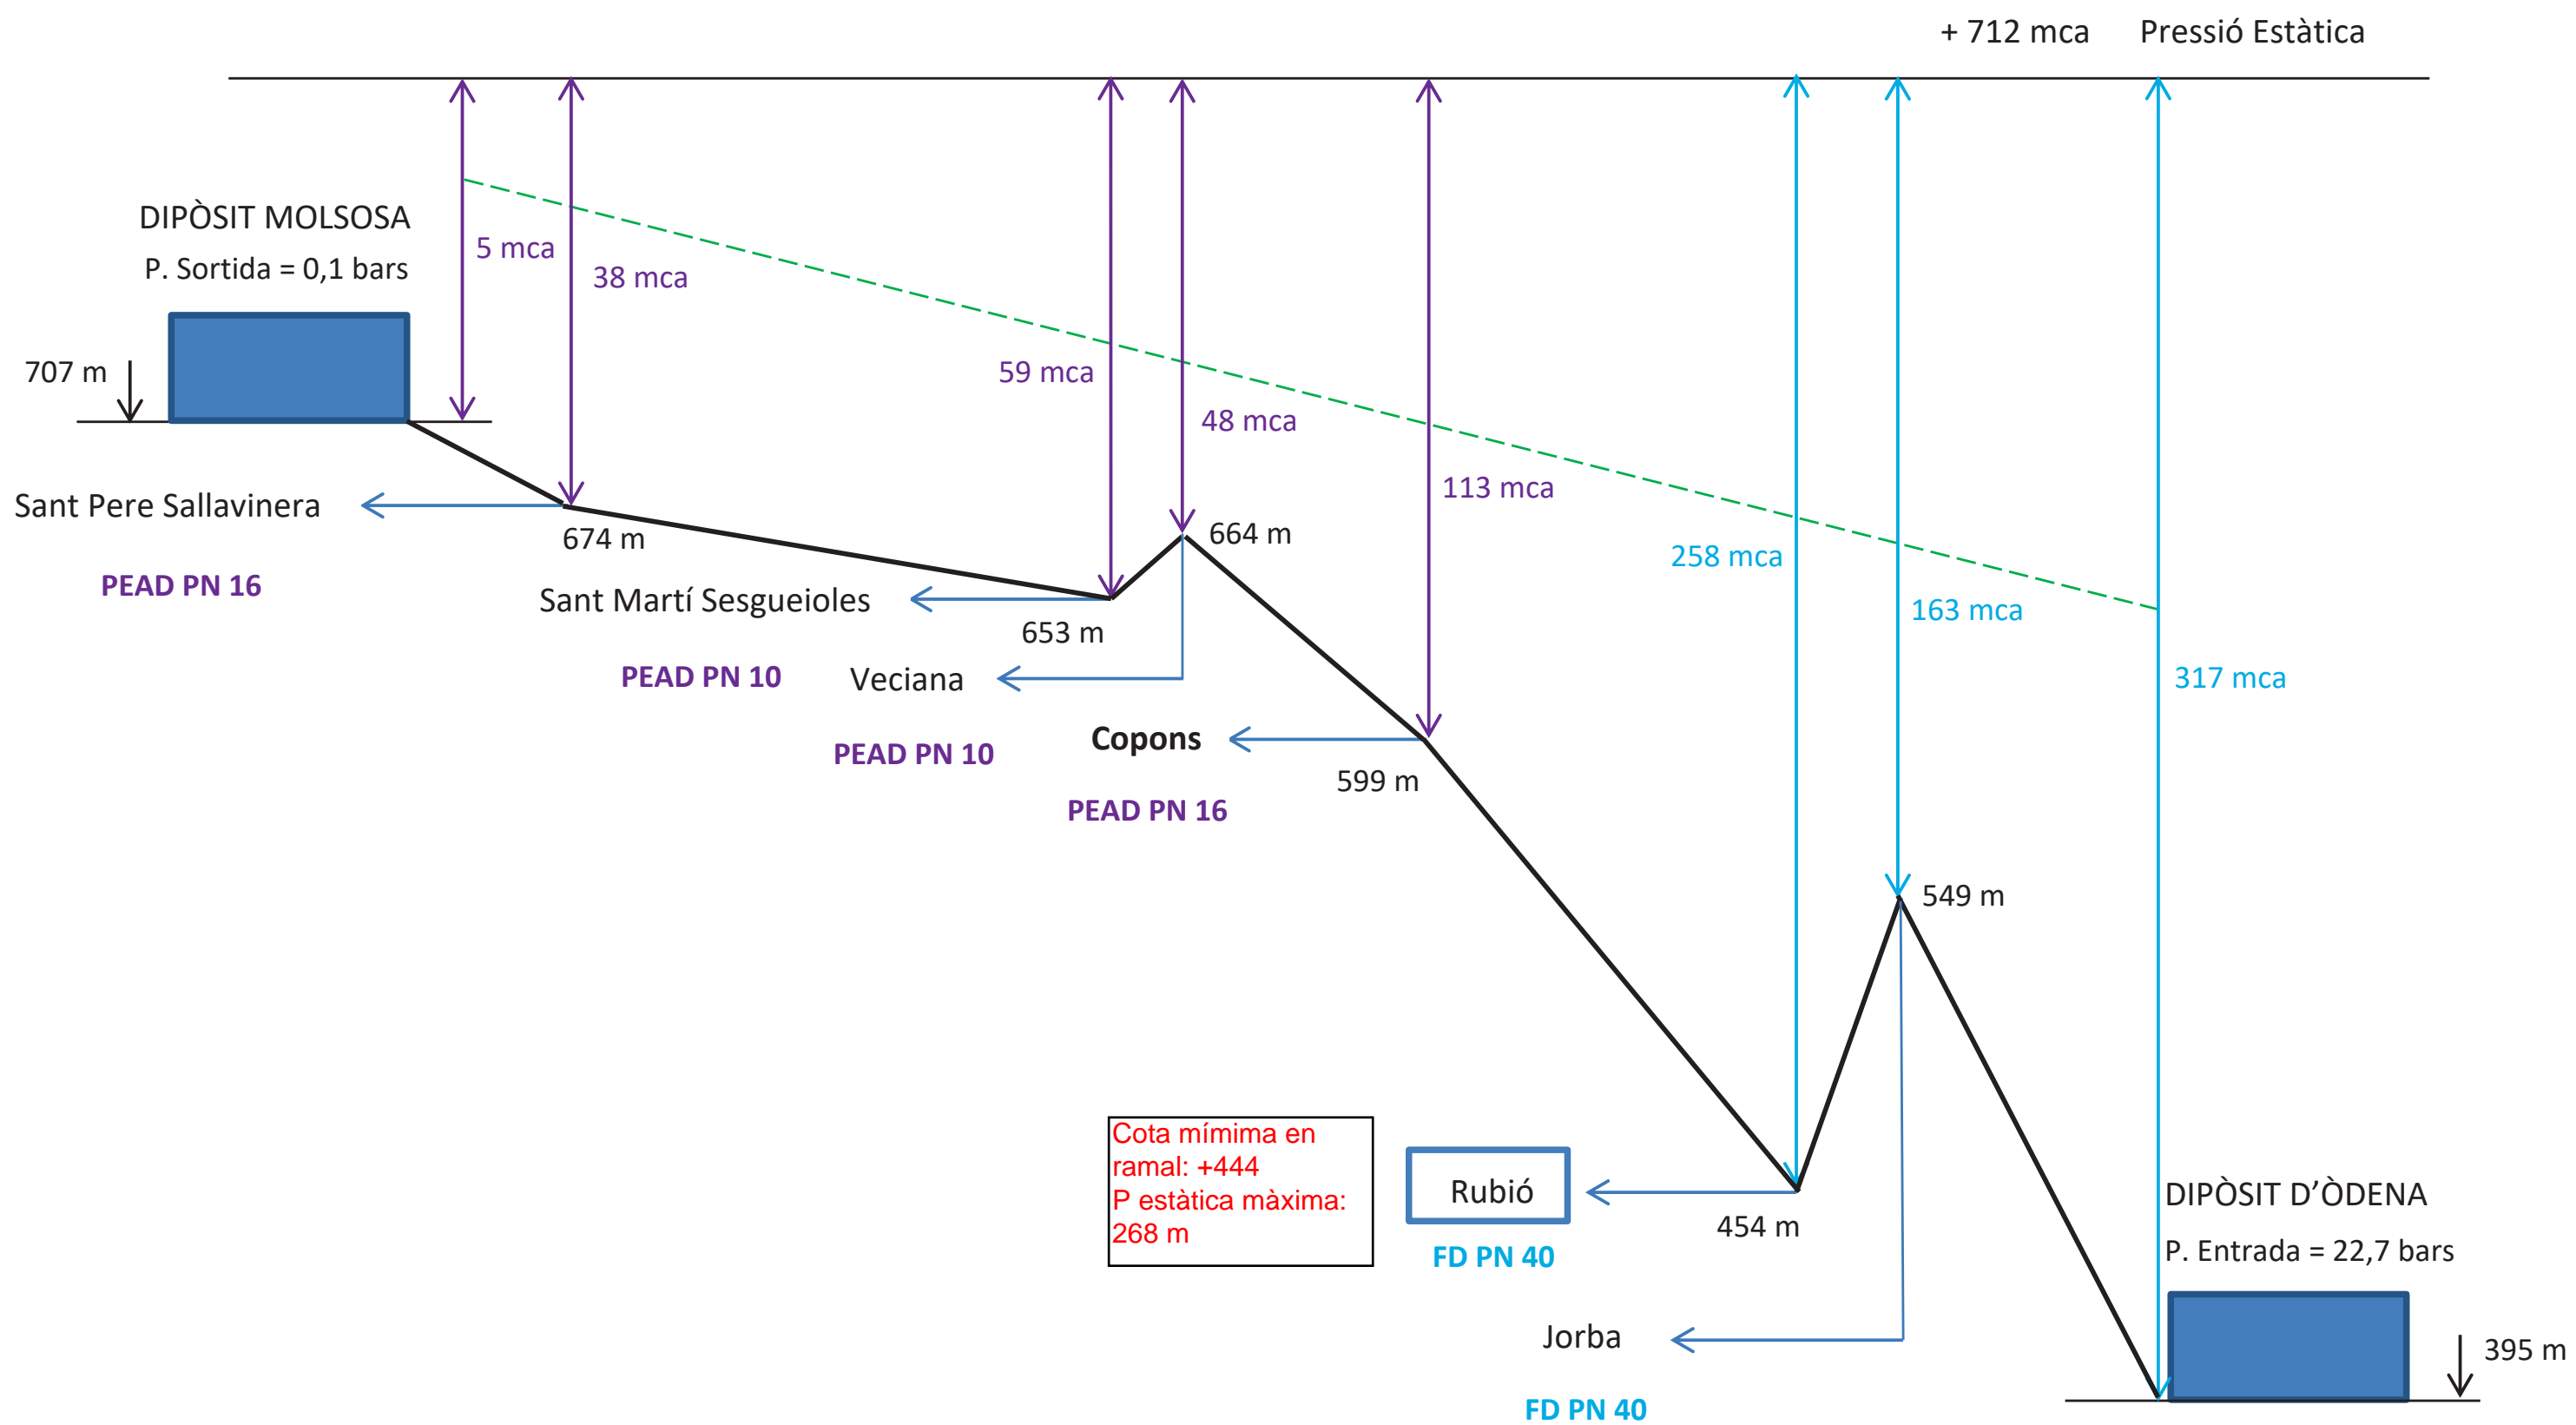 + 712 mca Pressió Estàtica
DIPÒSIT MOLSOSA
P. Sortida = 0,1 bars
5 mca
38 mca
707 m
59 mca
48 mca
113 mca
Sant Pere Sallavinera
674 m
664 m
258 mca
PEAD PN 16
Sant Martí Sesgueioles
653 m
163 mca
PEAD PN 10
Veciana
317 mca
PEAD PN 10
Copons
599 m
PEAD PN 16
549 m
Cota mímima en
ramal: +444
P estàtica màxima:
268 m
Rubió
454 m
FD PN 40
DIPÒSIT D’ÒDENA
P. Entrada = 22,7 bars
Jorba
395 m
FD PN 40